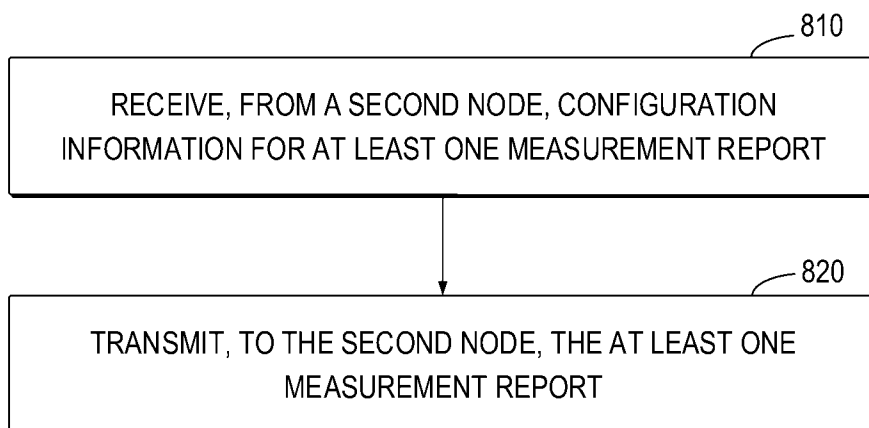 810
RECEIVE, FROM A SECOND NODE, CONFIGURATION
INFORMATION FOR AT LEAST ONE MEASUREMENT REPORT
820
TRANSMIT, TO THE SECOND NODE, THE AT LEAST ONE
MEASUREMENT REPORT